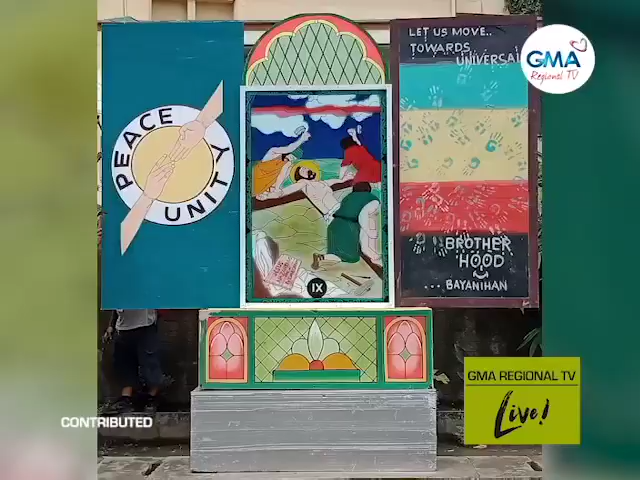 PEACE
UNITY
IX
LET US MOVE..
TOWARDS
UNIVERSAL
BROTHER
HOOD
...BAYANIHAN
GMA
Regional TV
GMA REGIONAL TV
Live!
CONTRIBUTED